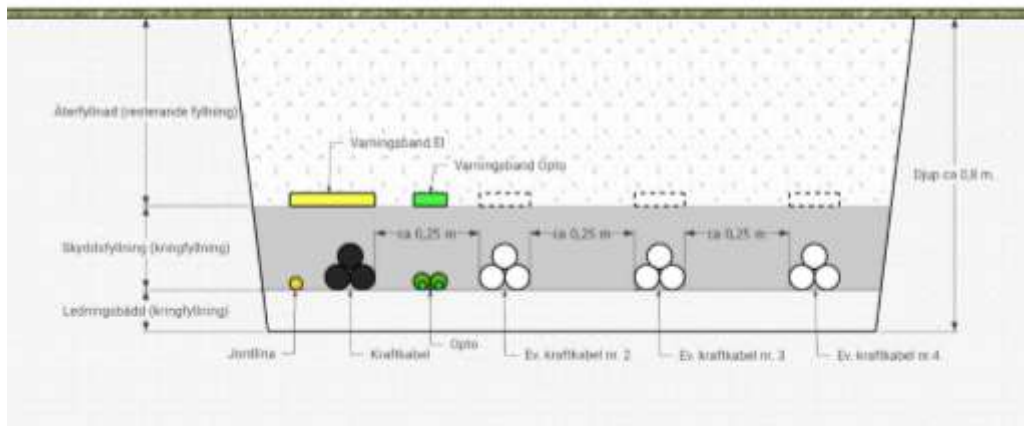 Återfyllnad (resterande fyllning)
Varningsband El
Varningsband Opto
Djup ca 0,8 m.
Skyddsfyllning (kringfyllning)
ca 0,25 m
ca 0,25 m
ca 0,25 m
Ledningsbädd (kringfyllning)
Jordlina
Kraftkabel
Opto
Ev. kraftkabel nr. 2
Ev. kraftkabel nr. 3
Ev. kraftkabel nr.4